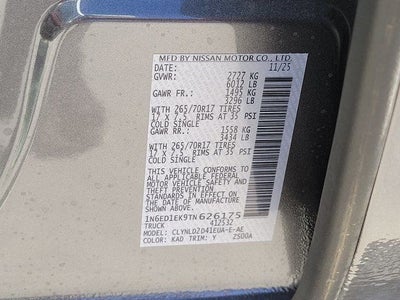 MFD BY NISSAN MOTOR CO., LTD.
DATE: 11/25
GVWR: 2727 KG
6012 LB
GAWR FR.: 1495 KG
3296 LB
WITH 265/70R17 TIRES
17 X 7.5 RIMS AT 35 PSI
COLD SINGLE
GAWR RR.: 1558 KG
3434 LB
WITH 265/70R17 TIRES
17 X 7.5 RIMS AT 35 PSI
COLD SINGLE
THIS VEHICLE CONFORMS TO
ALL APPLICABLE FEDERAL
MOTOR VEHICLE SAFETY AND
THEFT PREVENTION
STANDARDS IN EFFECT ON
THE DATE OF MANUFACTURE
SHOWN ABOVE.
1N6ED1EK9TN626175
TRUCK 412532
MODEL: CLYNLD2D41EUA-E-AE
COLOR: KAD TRIM: Y Z500A